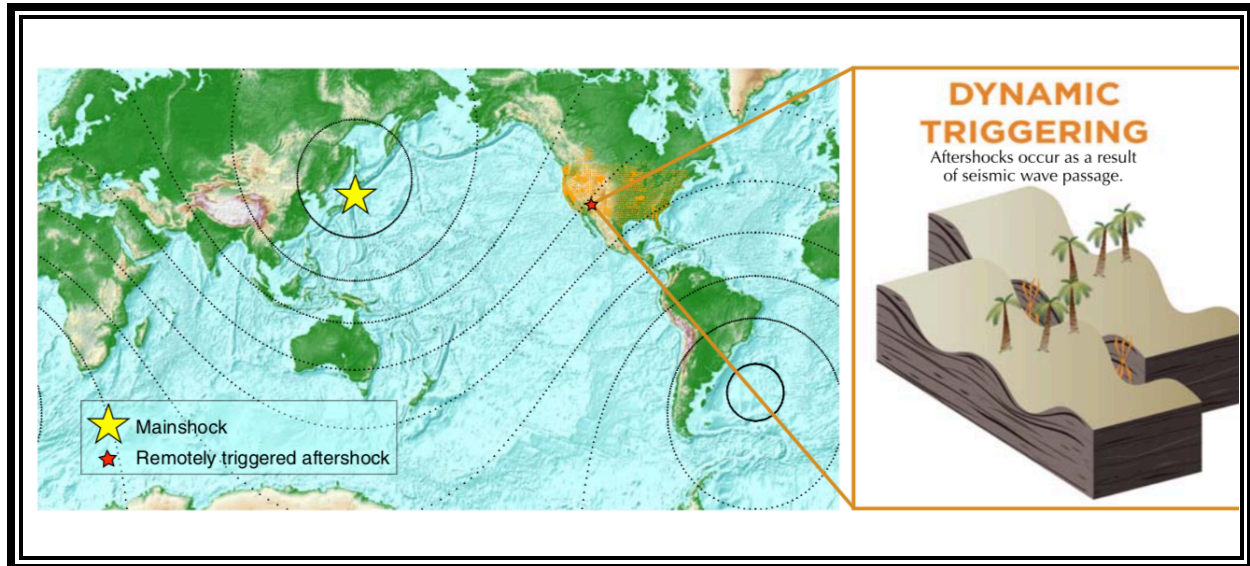 DYNAMIC
TRIGGERING
Aftershocks occur as a result
of seismic wave passage.
Mainshock
Remotely triggered aftershock